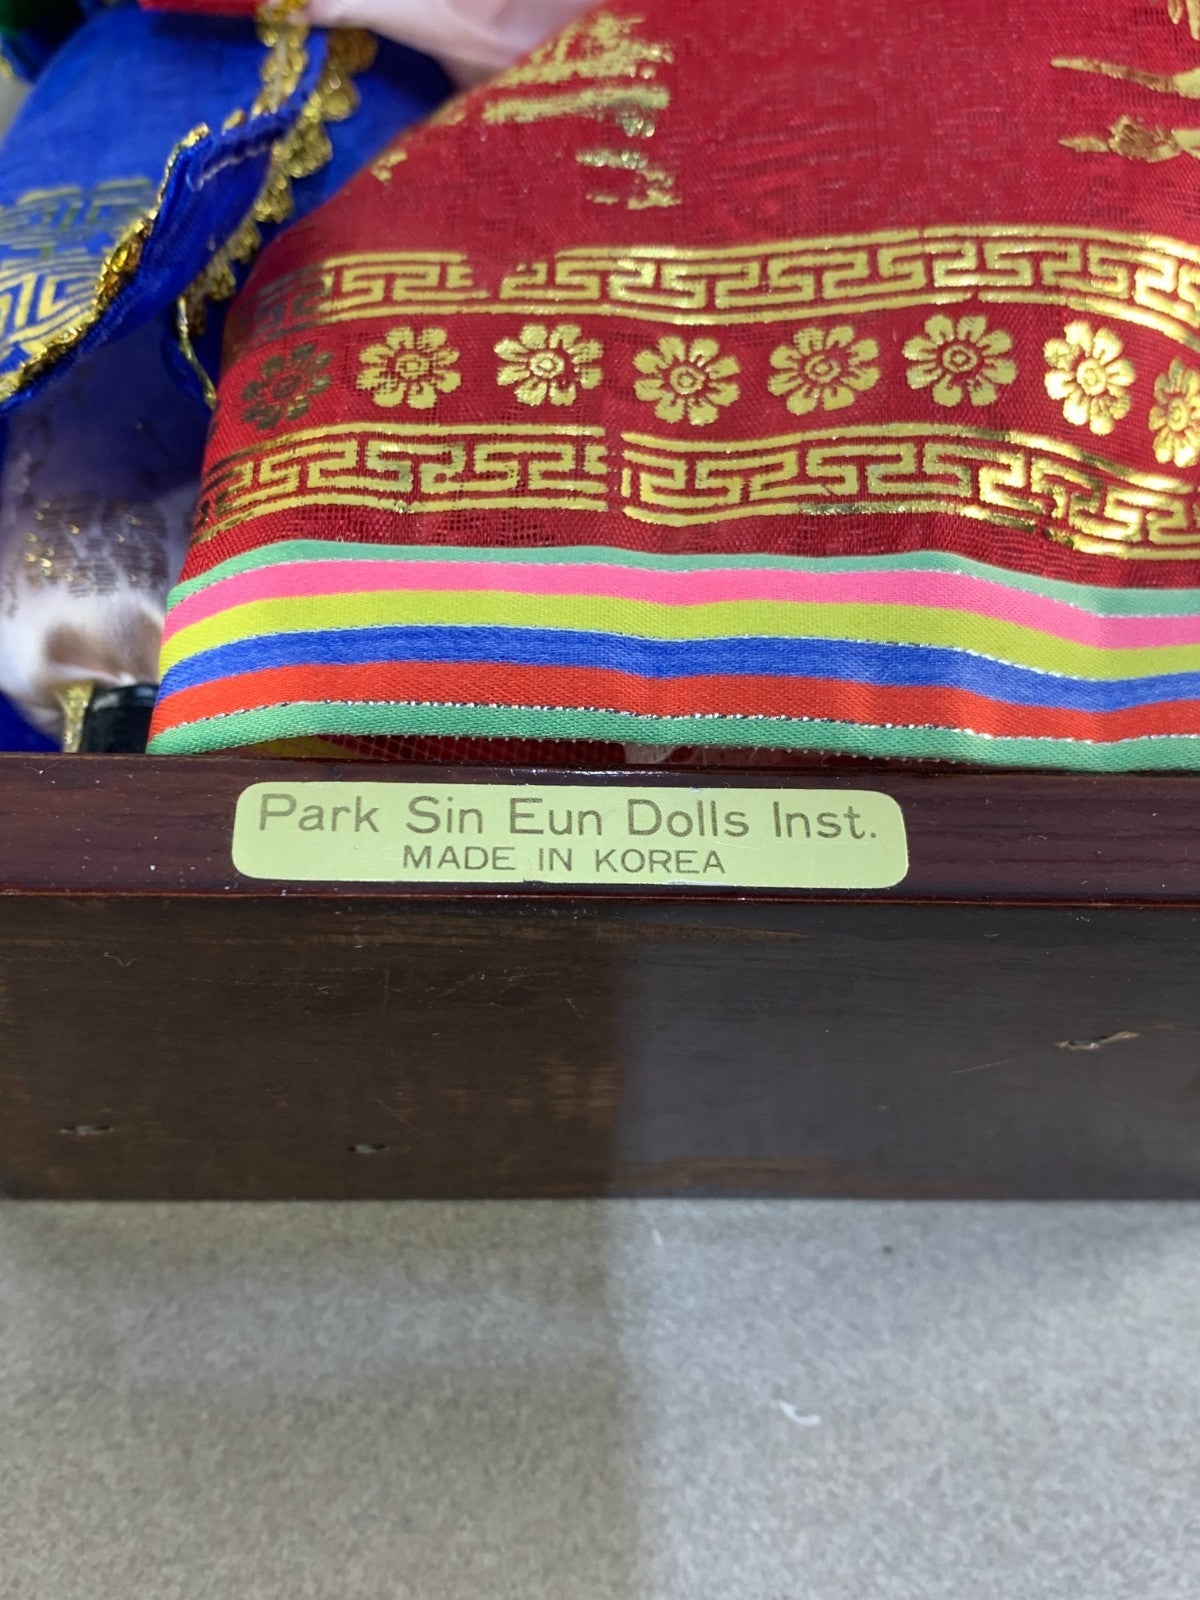 Park Sin Eun Dolls Inst.
MADE IN KOREA